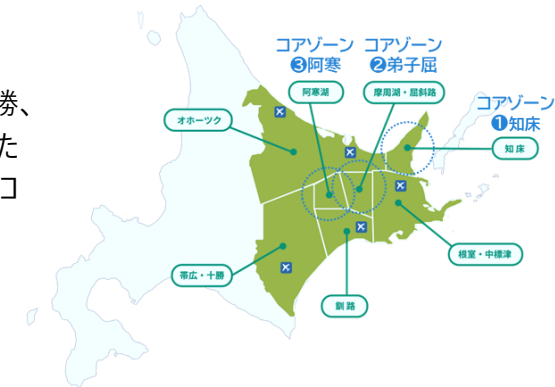 勝、
た
コ
コアゾーン
❸阿寒
コアゾーン
❷弟子屈
コアゾーン
❶知床
阿寒湖
摩周湖・屈斜路
オホーツク
知 床
根室・中標津
帯広・十勝
釧 路